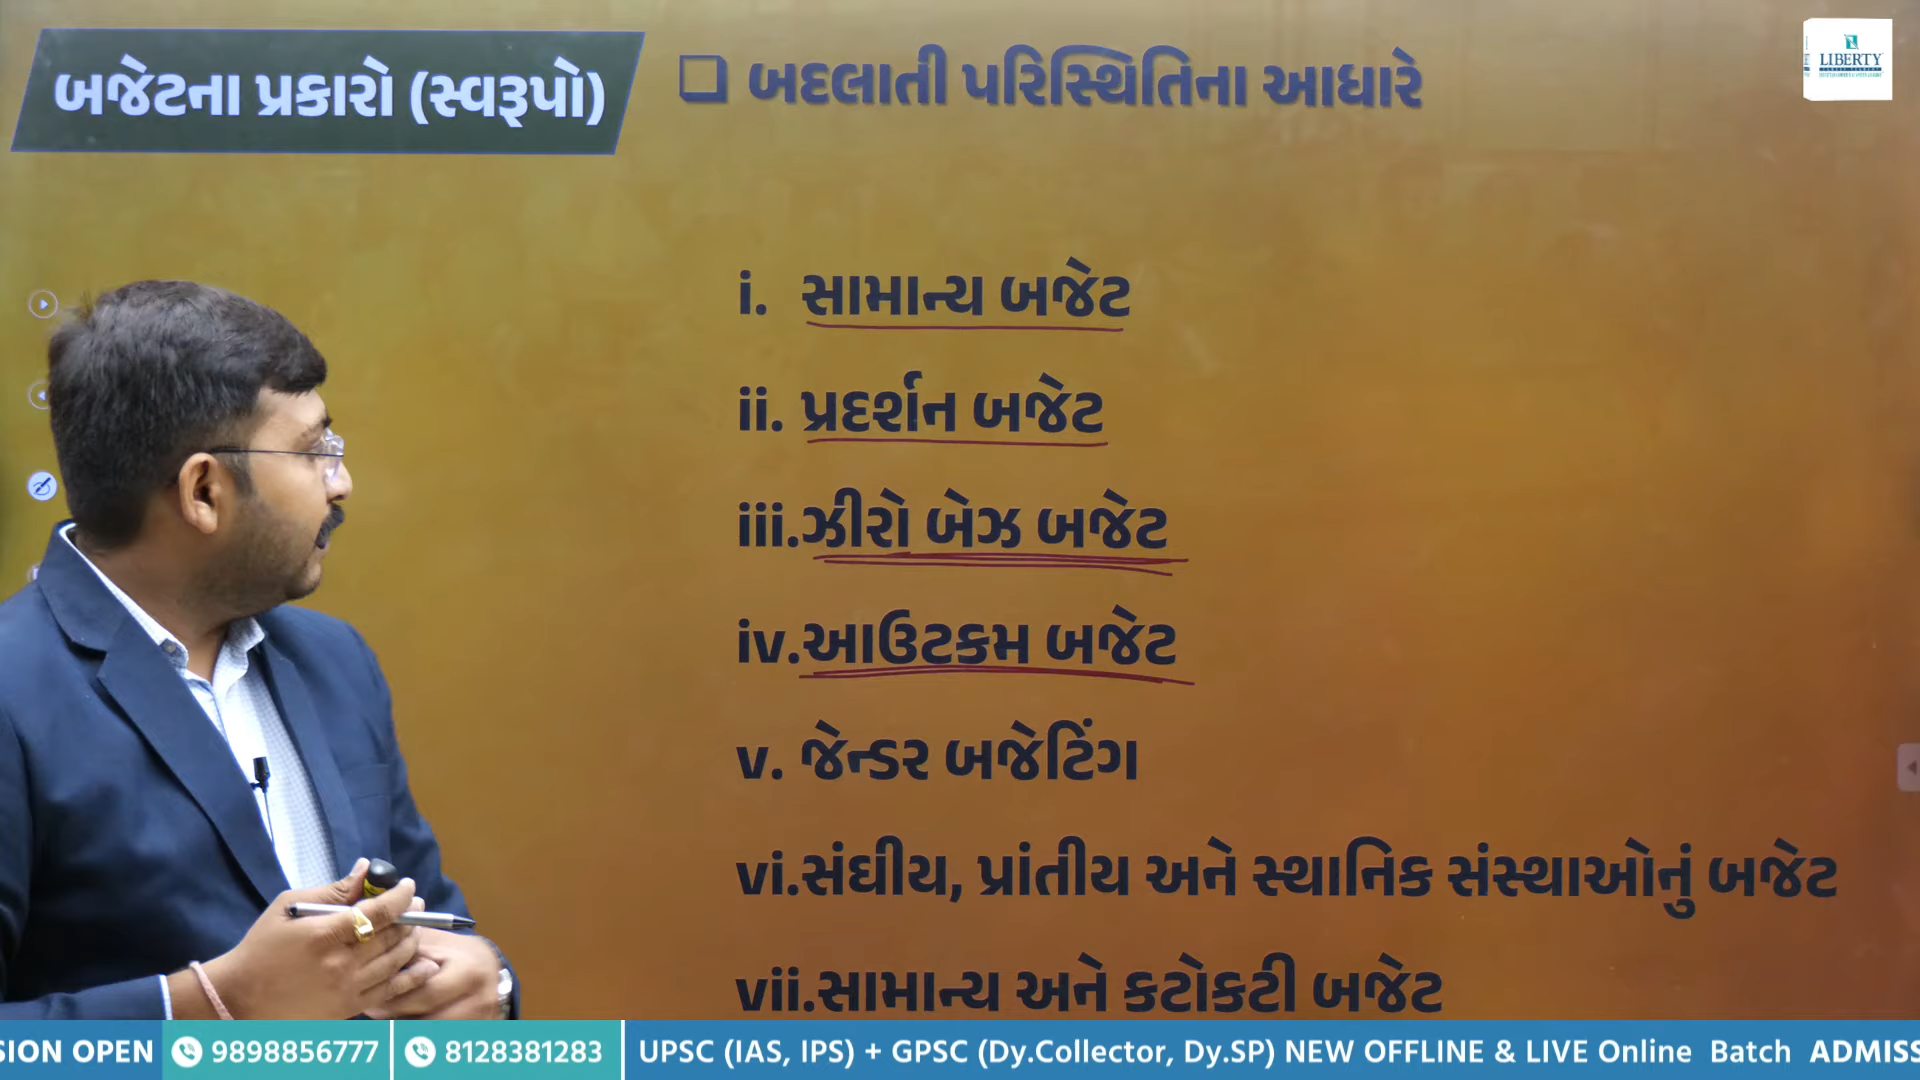 બજેટના પ્રકારો (સ્વરૂપો)
❑ બદલાતી પરિસ્થિતિના આધારે
LIBERTY
i. સામાન્ય બજેટ
ii. પ્રદર્શન બજેટ
iii.ઝીરો બેઝ બજેટ
iv.આઉટકમ બજેટ
v. જેન્ડર બજેટિંગ
vi.સંઘીય, પ્રાંતીય અને સ્થાનિક સંસ્થાઓનું બજેટ
vii.સામાન્ય અને કટોકટી બજેટ
SION OPEN 9898856777 8128381283 UPSC (IAS, IPS) + GPSC (Dy.Collector, Dy.SP) NEW OFFLINE & LIVE Online Batch ADMISS